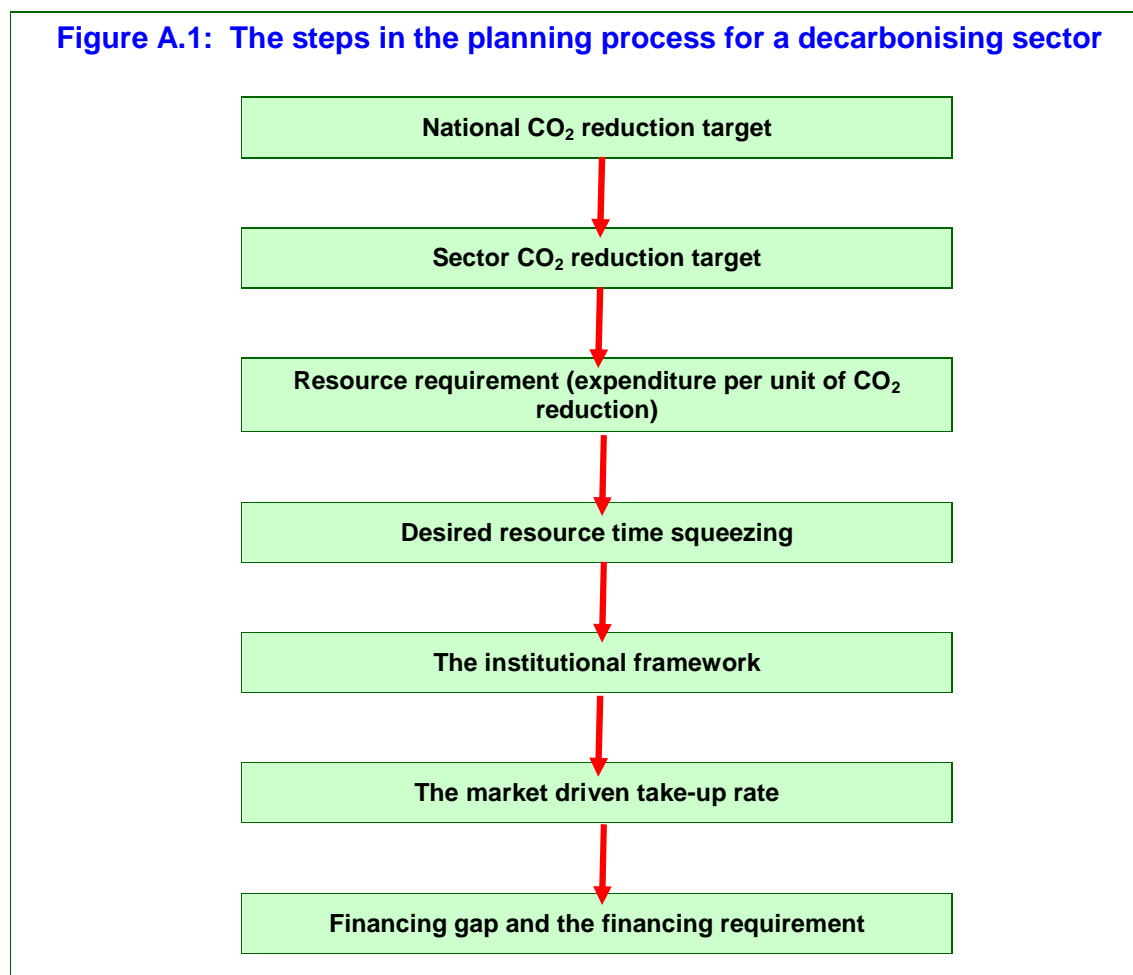 Figure A.1:  The steps in the planning process for a decarbonising sector
National CO₂ reduction target
Sector CO₂ reduction target
Resource requirement (expenditure per unit of CO₂
reduction)
Desired resource time squeezing
The institutional framework
The market driven take-up rate
Financing gap and the financing requirement